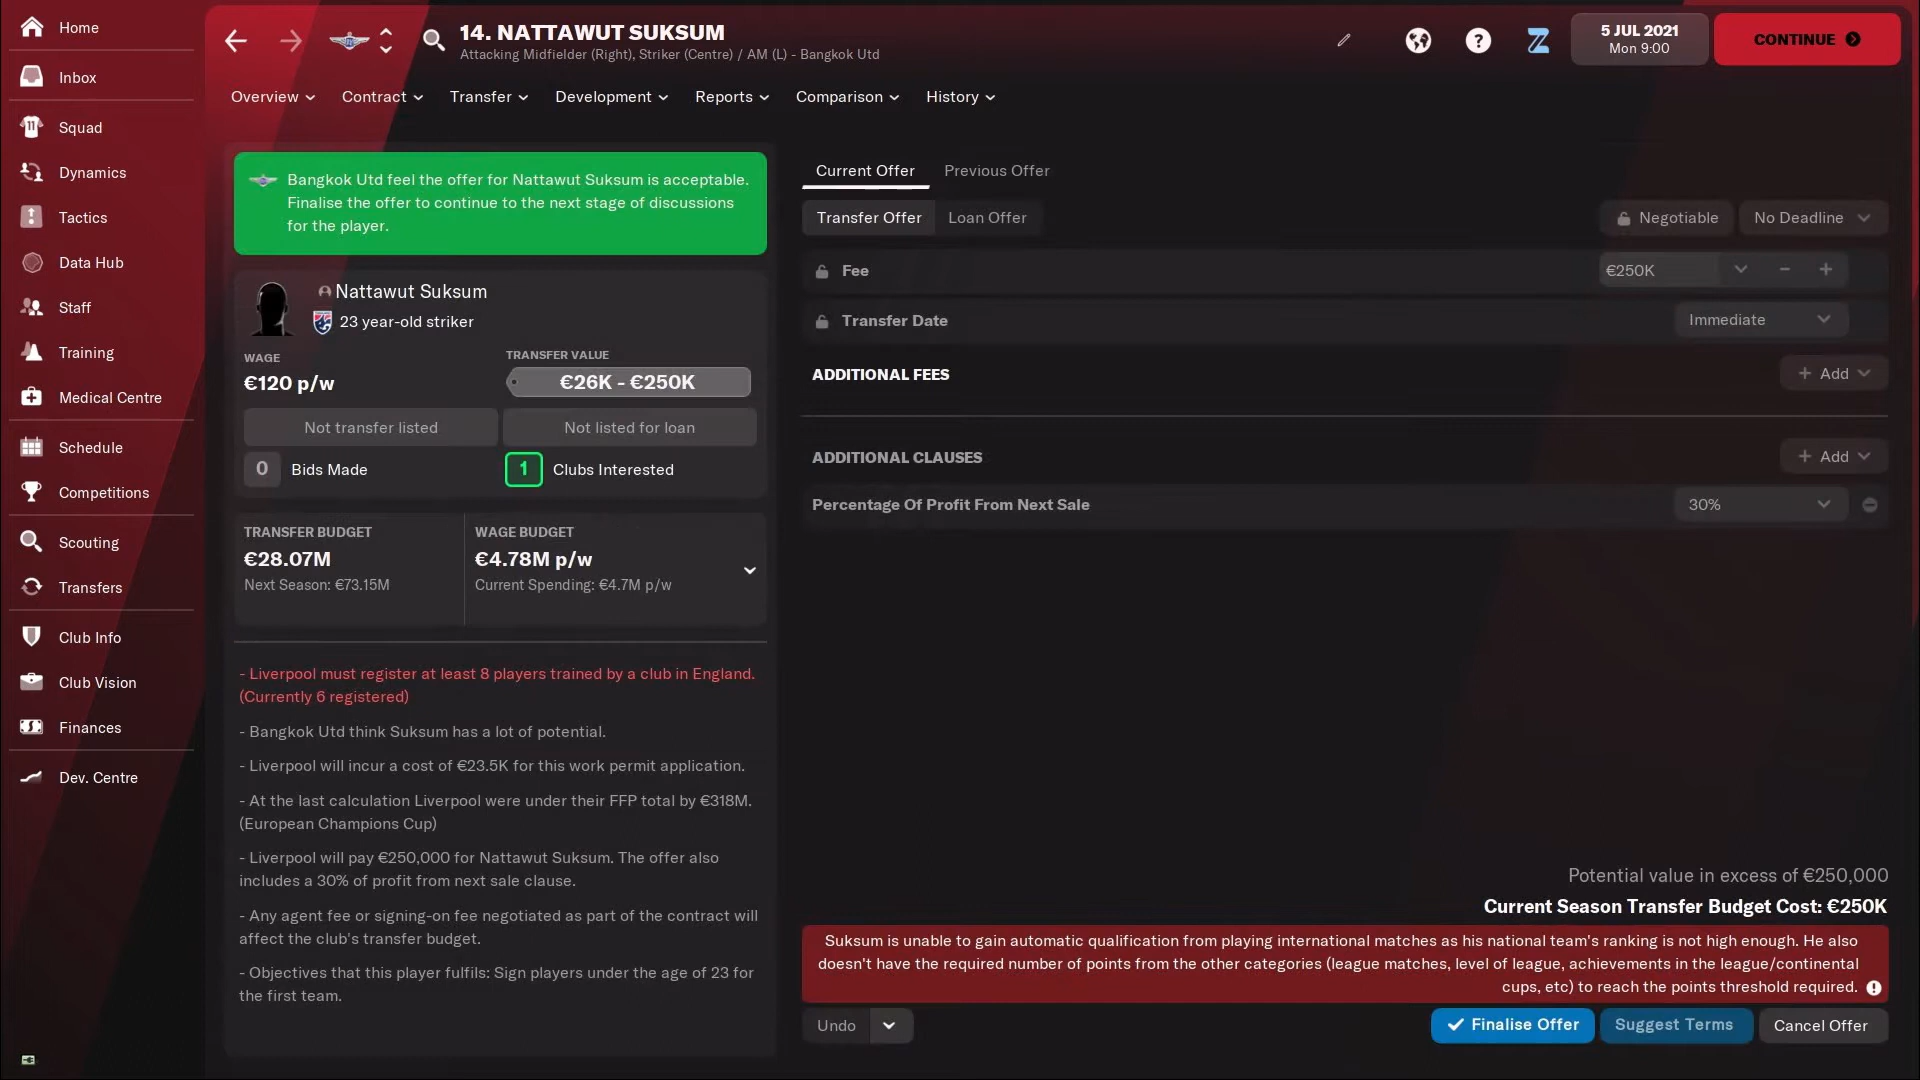 Home
Inbox
Squad
Dynamics
Tactics
Data Hub
Staff
Training
Medical Centre
Schedule
Competitions
Scouting
Transfers
Club Info
Club Vision
Finances
Dev. Centre
14. NATTAWUT SUKSUM
Attacking Midfielder (Right), Striker (Centre) / AM (L) - Bangkok Utd
5 JUL 2021
Mon 9:00
CONTINUE
Overview
Contract
Transfer
Development
Reports
Comparison
History
Bangkok Utd feel the offer for Nattawut Suksum is acceptable.
Finalise the offer to continue to the next stage of discussions
for the player.
Nattawut Suksum
23 year-old striker
WAGE
€120 p/w
TRANSFER VALUE
€26K - €250K
Not transfer listed
Not listed for loan
0 Bids Made
1 Clubs Interested
TRANSFER BUDGET
€28.07M
Next Season: €73.15M
WAGE BUDGET
€4.78M p/w
Current Spending: €4.7M p/w
- Liverpool must register at least 8 players trained by a club in England.
(Currently 6 registered)
- Bangkok Utd think Suksum has a lot of potential.
- Liverpool will incur a cost of €23.5K for this work permit application.
- At the last calculation Liverpool were under their FFP total by €318M.
(European Champions Cup)
- Liverpool will pay €250,000 for Nattawut Suksum. The offer also
includes a 30% of profit from next sale clause.
- Any agent fee or signing-on fee negotiated as part of the contract will
affect the club's transfer budget.
- Objectives that this player fulfils: Sign players under the age of 23 for
the first team.
Current Offer
Previous Offer
Transfer Offer
Loan Offer
Negotiable
No Deadline
Fee
€250K
Transfer Date
Immediate
ADDITIONAL FEES
+ Add
ADDITIONAL CLAUSES
+ Add
Percentage Of Profit From Next Sale
30%
Potential value in excess of €250,000
Current Season Transfer Budget Cost: €250K
Suksum is unable to gain automatic qualification from playing international matches as his national team's ranking is not high enough. He also
doesn't have the required number of points from the other categories (league matches, level of league, achievements in the league/continental
cups, etc) to reach the points threshold required.
Undo
Finalise Offer
Suggest Terms
Cancel Offer